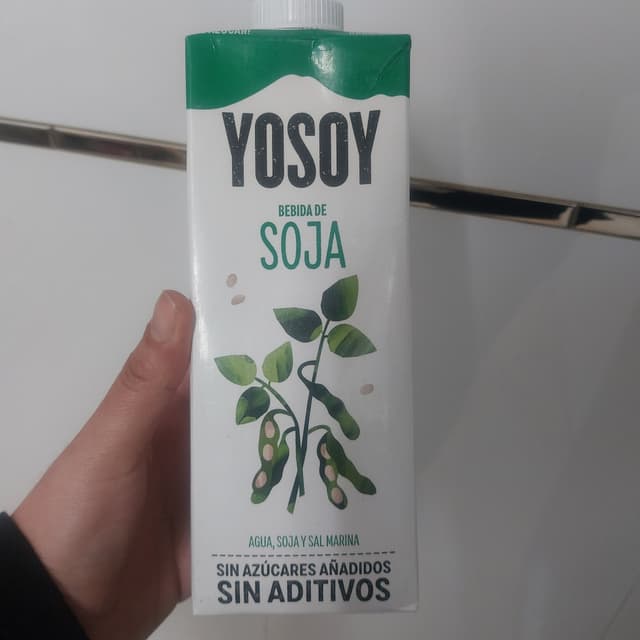 YOSOY
BEBIDA DE
SOJA
AGUA, SOJA Y SAL MARINA
SIN AZÚCARES AÑADIDOS
SIN ADITIVOS